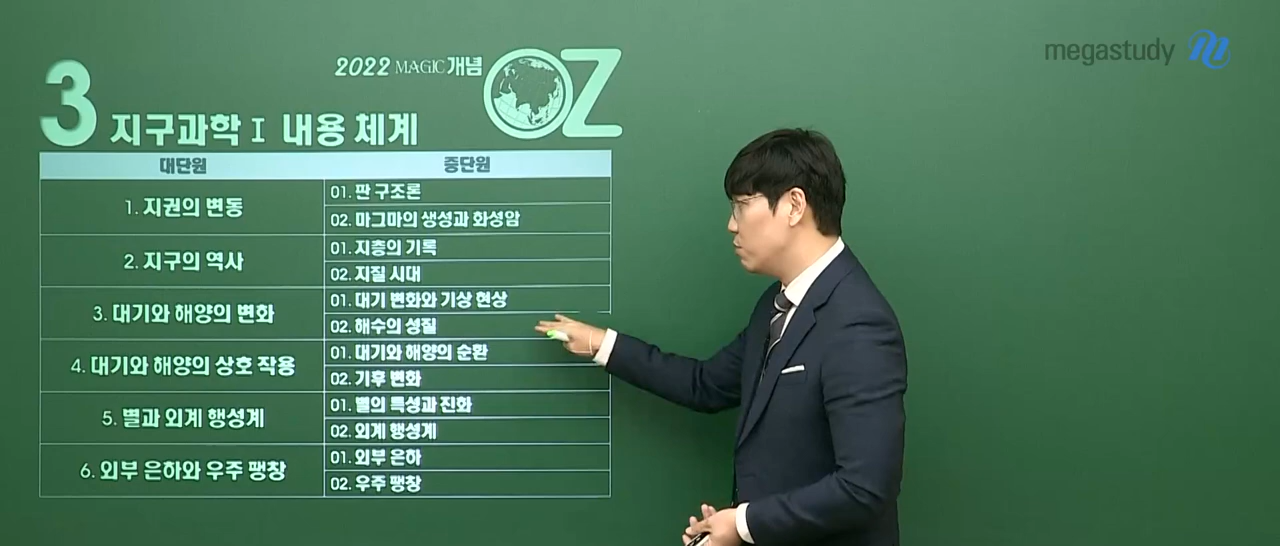 megastudy
2022 MAGIC 개념 OZ
3 지구과학 I 내용 체계
대단원 중단원
1. 지권의 변동
01. 판 구조론
02. 마그마의 생성과 화성암
2. 지구의 역사
01. 지층의 기록
02. 지질 시대
3. 대기와 해양의 변화
01. 대기 변화와 기상 현상
02. 해수의 성질
4. 대기와 해양의 상호 작용
01. 대기와 해양의 순환
02. 기후 변화
5. 별과 외계 행성계
01. 별의 특성과 진화
02. 외계 행성계
6. 외부 은하와 우주 팽창
01. 외부 은하
02. 우주 팽창